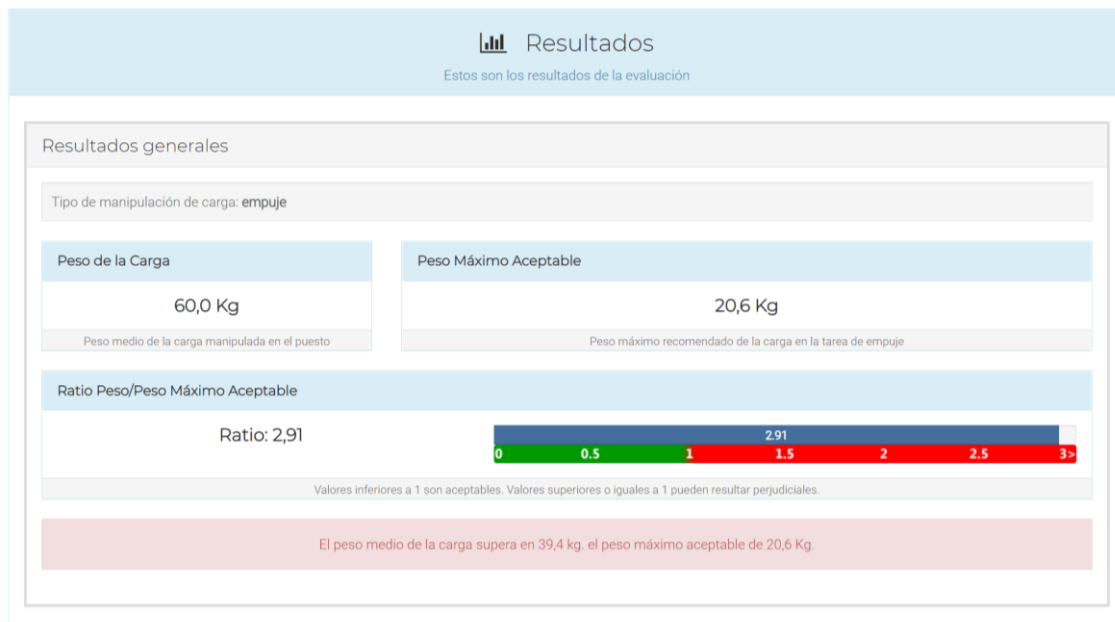 Resultados
Estos son los resultados de la evaluación
Resultados generales
Tipo de manipulación de carga: empuje
Peso de la Carga
60,0 Kg
Peso medio de la carga manipulada en el puesto
Peso Máximo Aceptable
20,6 Kg
Peso máximo recomendado de la carga en la tarea de empuje
Ratio Peso/Peso Máximo Aceptable
Ratio: 2,91
2.91
0 0.5 1 1.5 2 2.5 3>
Valores inferiores a 1 son aceptables. Valores superiores o iguales a 1 pueden resultar perjudiciales.
El peso medio de la carga supera en 39,4 kg. el peso máximo aceptable de 20,6 Kg.